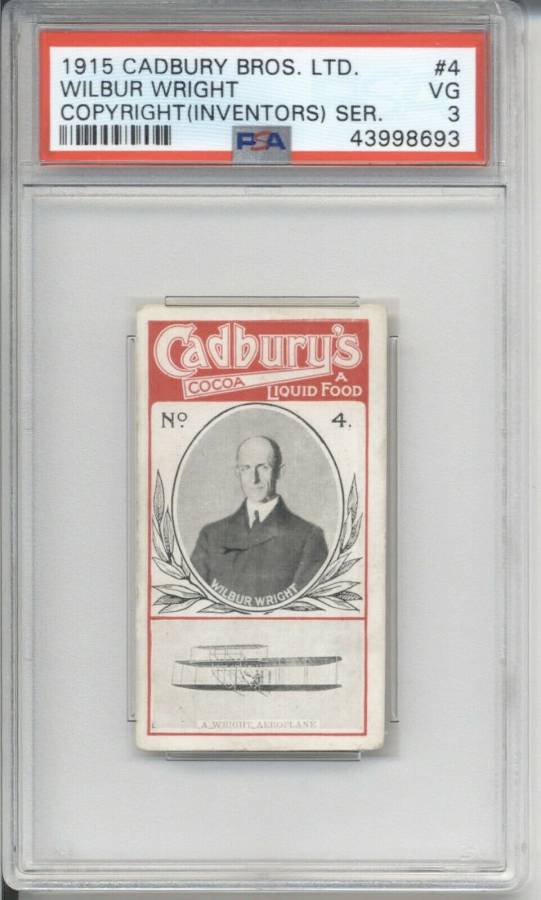 1915 CADBURY BROS. LTD. #4
WILBUR WRIGHT VG
COPYRIGHT(INVENTORS) SER. 3
PSA 43998693
Cadbury's
COCOA A
LIQUID FOOD
No. 4.
WILBUR WRIGHT
A WRIGHT AEROPLANE